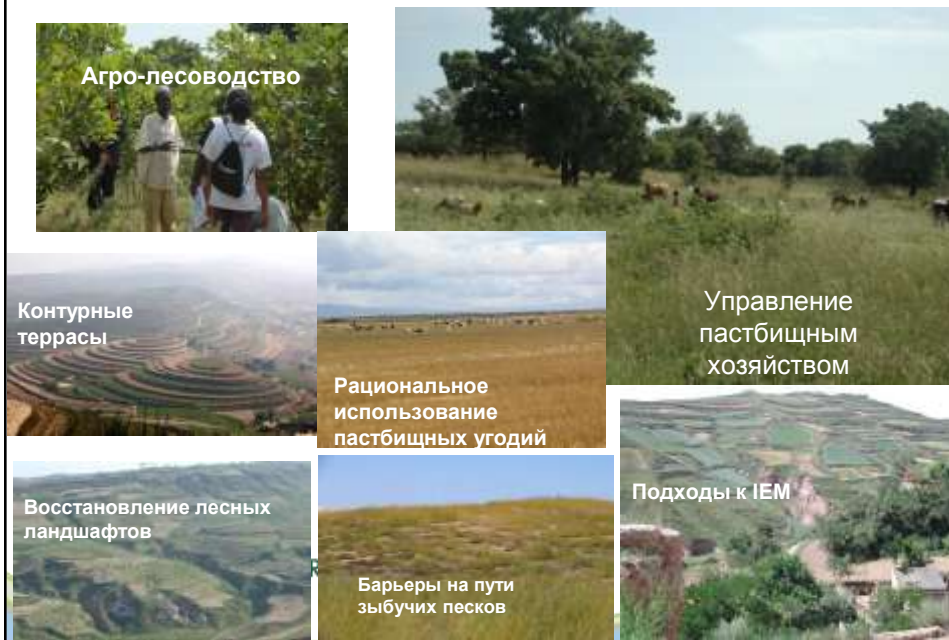 Агро-лесоводство
Управление
пастбищным
хозяйством
Контурные
террасы
Рациональное
использование
пастбищных угодий
Восстановление лесных
ландшафтов
Барьеры на пути
зыбучих песков
Подходы к IEM